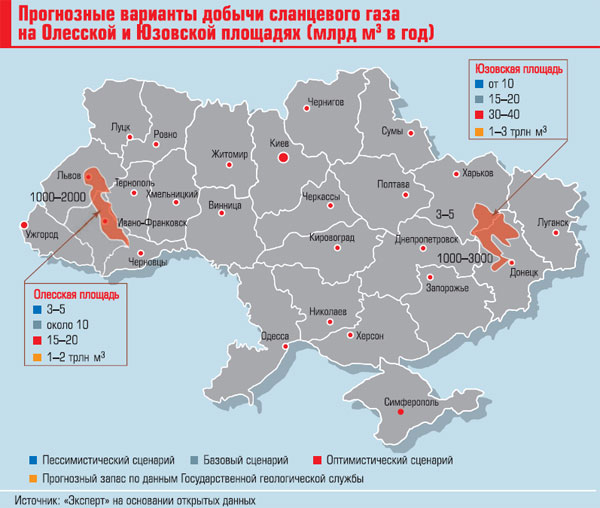 Прогнозные варианты добычи сланцевого газа
на Олесской и Юзовской площадях (млрд м³ в год)
Юзовская площадь
от 10
15–20
30–40
1–3 трлн м³
Чернигов
Луцк
Ровно
Киев
Сумы
Житомир
Харьков
Львов
1000–2000
Тернополь
Хмельницкий
Полтава
Черкассы
Винница
3–5
Ивано-Франковск
Луганск
Ужгород
Кировоград
Днепропетровск
Черновцы
1000–3000
Донецк
Запорожье
Олесская площадь
3–5
около 10
15–20
1–2 трлн м³
Николаев
Одесса
Херсон
Симферополь
Пессимистический сценарий
Базовый сценарий
Оптимистический сценарий
Прогнозный запас по данным Государственной геологической службы
Источник: «Эксперт» на основании открытых данных